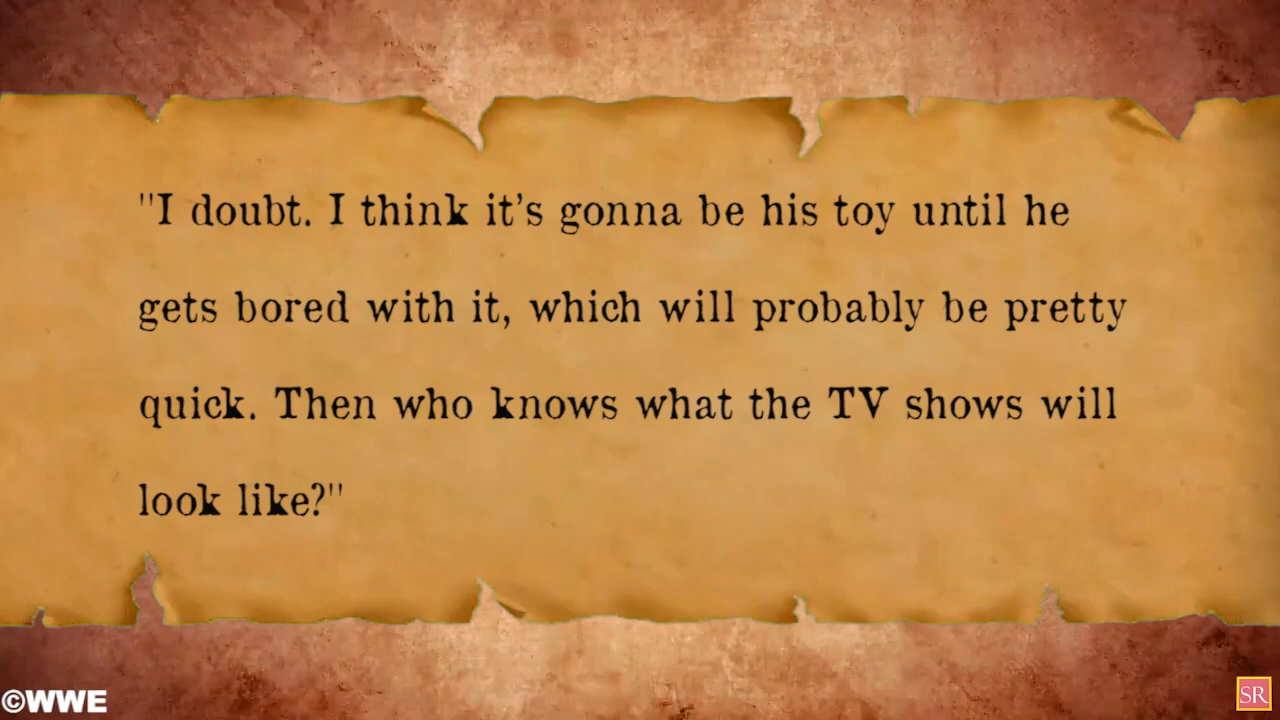 "I doubt. I think it's gonna be his toy until he
gets bored with it, which will probably be pretty
quick. Then who knows what the TV shows will
look like?"
©WWE
SR